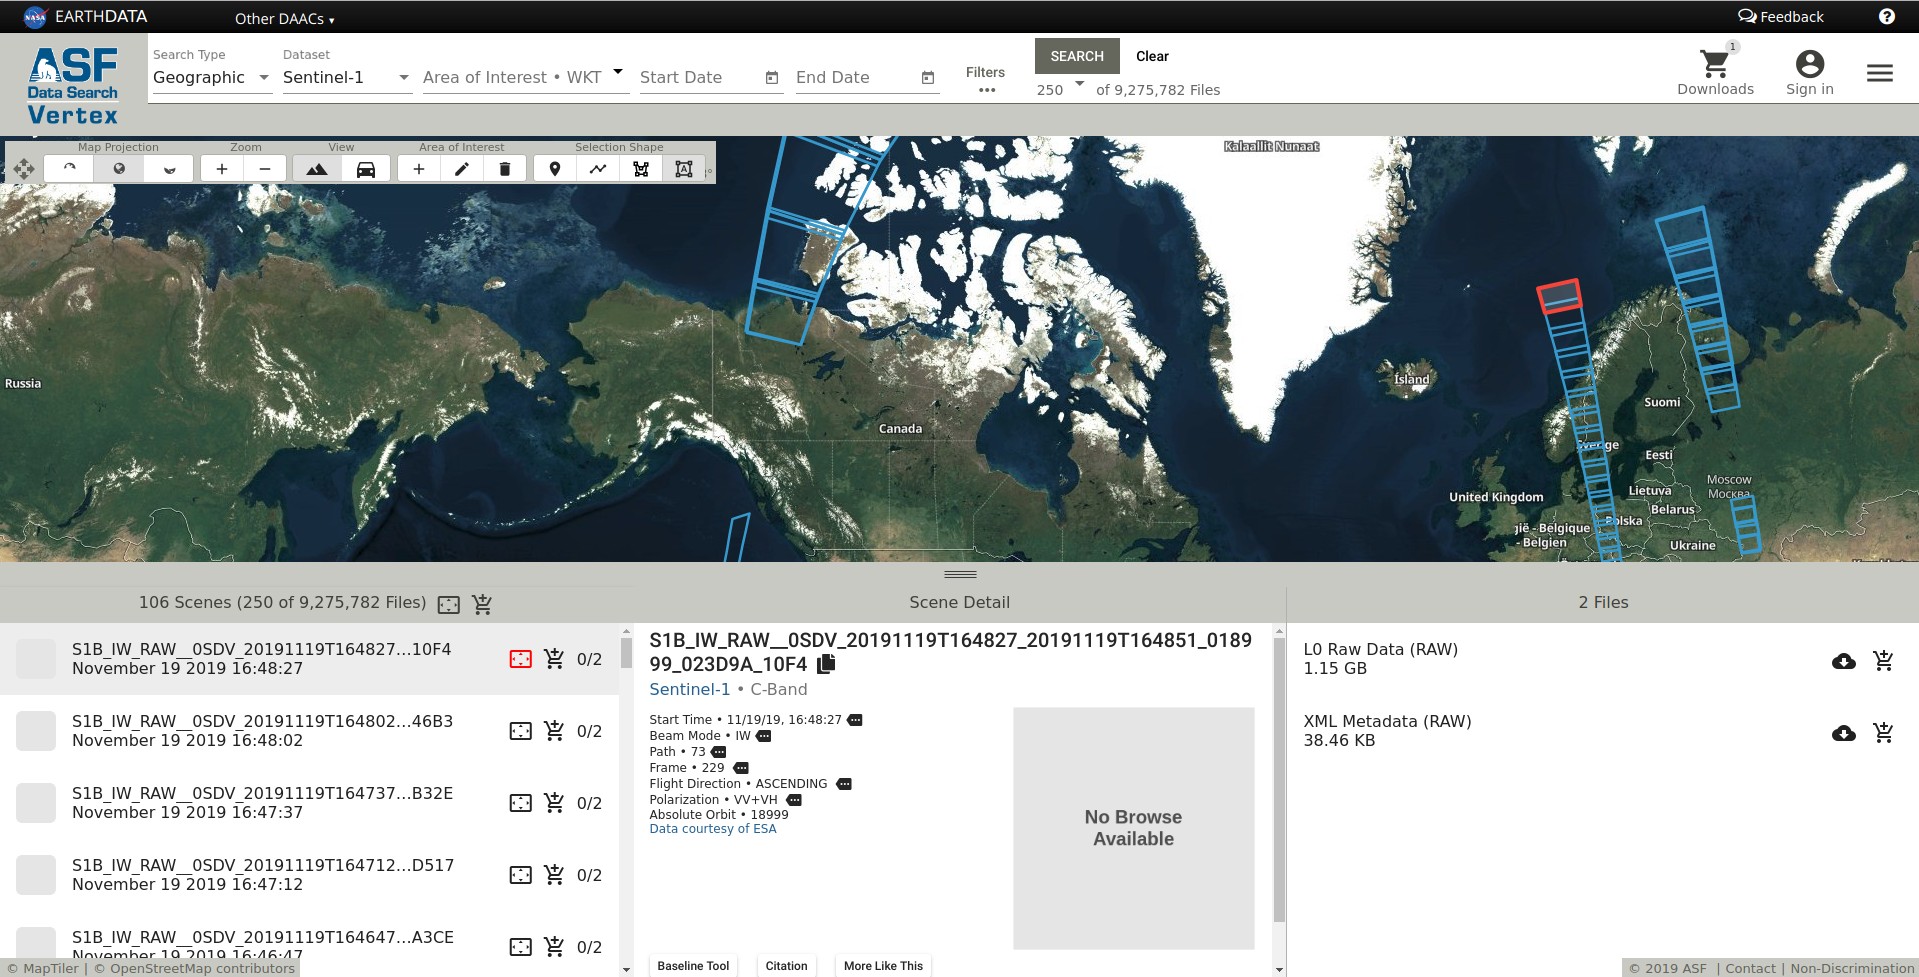 NASA EARTHDATA
Other DAACs ▾
Feedback
ASF
Data Search
Vertex
Search Type
Geographic
Dataset
Sentinel-1
Area of Interest • WKT
Start Date
End Date
Filters
•••
SEARCH
Clear
250 of 9,275,782 Files
1
Downloads
Sign in
Map Projection
Zoom
View
Area of Interest
Selection Shape
Kalaallit Nunaat
Russia
Canada
Ísland
Suomi
Sverige
Eesti
Moscow
Москва
Lietuva
United Kingdom
Belarus
Polska
gië - Belgique
- Belgien
Ukraine
106 Scenes (250 of 9,275,782 Files)
Scene Detail
2 Files
S1B_IW_RAW__0SDV_20191119T164827...10F4
November 19 2019 16:48:27
0/2
S1B_IW_RAW__0SDV_20191119T164802...46B3
November 19 2019 16:48:02
0/2
S1B_IW_RAW__0SDV_20191119T164737...B32E
November 19 2019 16:47:37
0/2
S1B_IW_RAW__0SDV_20191119T164712...D517
November 19 2019 16:47:12
0/2
S1B_IW_RAW__0SDV_20191119T164647...A3CE
November 19 2019 16:46:47
0/2
S1B_IW_RAW__0SDV_20191119T164827_20191119T164851_0189
99_023D9A_10F4
Sentinel-1 • C-Band
Start Time • 11/19/19, 16:48:27
Beam Mode • IW
Path • 73
Frame • 229
Flight Direction • ASCENDING
Polarization • VV+VH
Absolute Orbit • 18999
Data courtesy of ESA
No Browse
Available
Baseline Tool
Citation
More Like This
L0 Raw Data (RAW)
1.15 GB
XML Metadata (RAW)
38.46 KB
© MapTiler | © OpenStreetMap contributors
© 2019 ASF | Contact | Non-Discrimination